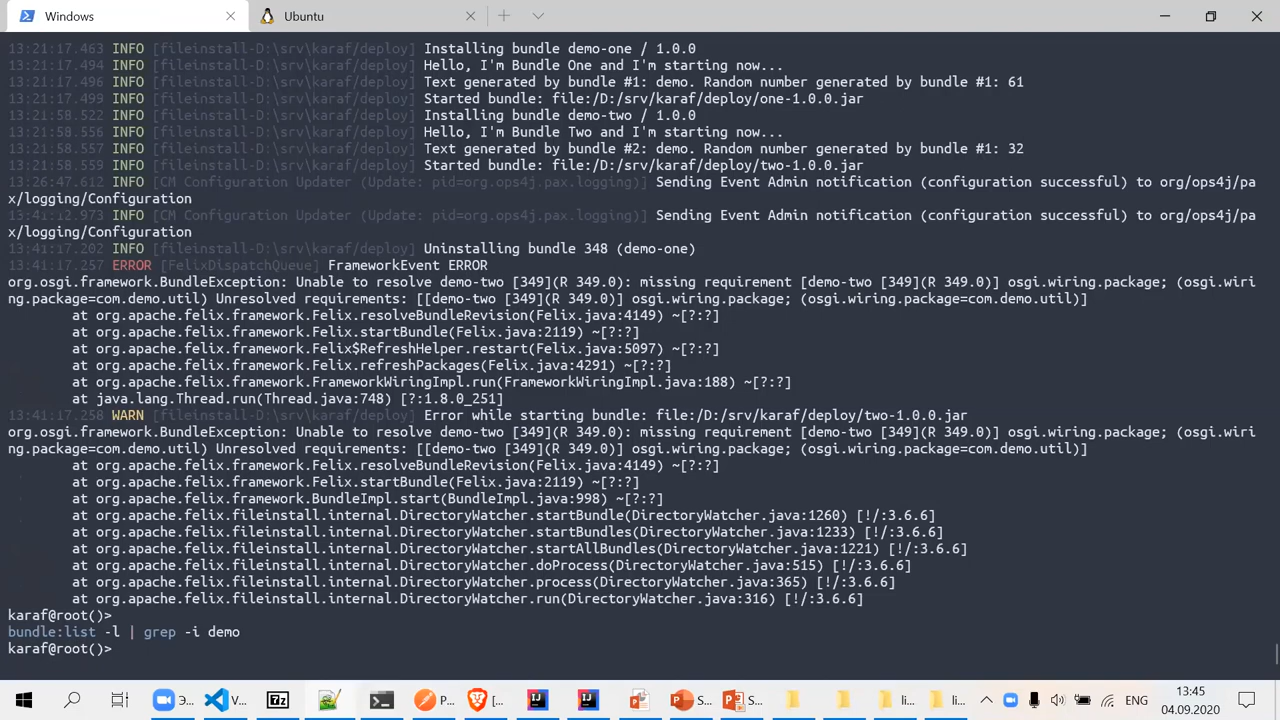 Windows
Ubuntu
13:21:17.463 INFO [fileinstall-D:\srv\karaf/deploy] Installing bundle demo-one / 1.0.0
13:21:17.494 INFO [fileinstall-D:\srv\karaf/deploy] Hello, I'm Bundle One and I'm starting now...
13:21:17.496 INFO [fileinstall-D:\srv\karaf/deploy] Text generated by bundle #1: demo. Random number generated by bundle #1: 61
13:21:17.499 INFO [fileinstall-D:\srv\karaf/deploy] Started bundle: file:/D:/srv/karaf/deploy/one-1.0.0.jar
13:21:58.522 INFO [fileinstall-D:\srv\karaf/deploy] Installing bundle demo-two / 1.0.0
13:21:58.556 INFO [fileinstall-D:\srv\karaf/deploy] Hello, I'm Bundle Two and I'm starting now...
13:21:58.557 INFO [fileinstall-D:\srv\karaf/deploy] Text generated by bundle #2: demo. Random number generated by bundle #1: 32
13:21:58.559 INFO [fileinstall-D:\srv\karaf/deploy] Started bundle: file:/D:/srv/karaf/deploy/two-1.0.0.jar
13:26:47.612 INFO [CM Configuration Updater (Update: pid=org.ops4j.pax.logging)] Sending Event Admin notification (configuration successful) to org/ops4j/pa
x/logging/Configuration
13:41:12.973 INFO [CM Configuration Updater (Update: pid=org.ops4j.pax.logging)] Sending Event Admin notification (configuration successful) to org/ops4j/pa
x/logging/Configuration
13:41:17.202 INFO [fileinstall-D:\srv\karaf/deploy] Uninstalling bundle 348 (demo-one)
13:41:17.257 ERROR [FelixDispatchQueue] FrameworkEvent ERROR
org.osgi.framework.BundleException: Unable to resolve demo-two [349](R 349.0): missing requirement [demo-two [349](R 349.0)] osgi.wiring.package; (osgi.wiri
ng.package=com.demo.util) Unresolved requirements: [[demo-two [349](R 349.0)] osgi.wiring.package; (osgi.wiring.package=com.demo.util)]
at org.apache.felix.framework.Felix.resolveBundleRevision(Felix.java:4149) ~[?:?]
at org.apache.felix.framework.Felix.startBundle(Felix.java:2119) ~[?:?]
at org.apache.felix.framework.Felix$RefreshHelper.restart(Felix.java:5097) ~[?:?]
at org.apache.felix.framework.Felix.refreshPackages(Felix.java:4291) ~[?:?]
at org.apache.felix.framework.FrameworkWiringImpl.run(FrameworkWiringImpl.java:188) ~[?:?]
at java.lang.Thread.run(Thread.java:748) [?:1.8.0_251]
13:41:17.258 WARN [fileinstall-D:\srv\karaf/deploy] Error while starting bundle: file:/D:/srv/karaf/deploy/two-1.0.0.jar
org.osgi.framework.BundleException: Unable to resolve demo-two [349](R 349.0): missing requirement [demo-two [349](R 349.0)] osgi.wiring.package; (osgi.wiri
ng.package=com.demo.util) Unresolved requirements: [[demo-two [349](R 349.0)] osgi.wiring.package; (osgi.wiring.package=com.demo.util)]
at org.apache.felix.framework.Felix.resolveBundleRevision(Felix.java:4149) ~[?:?]
at org.apache.felix.framework.Felix.startBundle(Felix.java:2119) ~[?:?]
at org.apache.felix.framework.BundleImpl.start(BundleImpl.java:998) ~[?:?]
at org.apache.felix.fileinstall.internal.DirectoryWatcher.startBundle(DirectoryWatcher.java:1260) [!/:3.6.6]
at org.apache.felix.fileinstall.internal.DirectoryWatcher.startBundles(DirectoryWatcher.java:1233) [!/:3.6.6]
at org.apache.felix.fileinstall.internal.DirectoryWatcher.startAllBundles(DirectoryWatcher.java:1221) [!/:3.6.6]
at org.apache.felix.fileinstall.internal.DirectoryWatcher.doProcess(DirectoryWatcher.java:515) [!/:3.6.6]
at org.apache.felix.fileinstall.internal.DirectoryWatcher.process(DirectoryWatcher.java:365) [!/:3.6.6]
at org.apache.felix.fileinstall.internal.DirectoryWatcher.run(DirectoryWatcher.java:316) [!/:3.6.6]
karaf@root()>
bundle:list -l | grep -i demo
karaf@root()>
Э... V... 7z P... [... S... S... li... li... ENG 13:45
04.09.2020